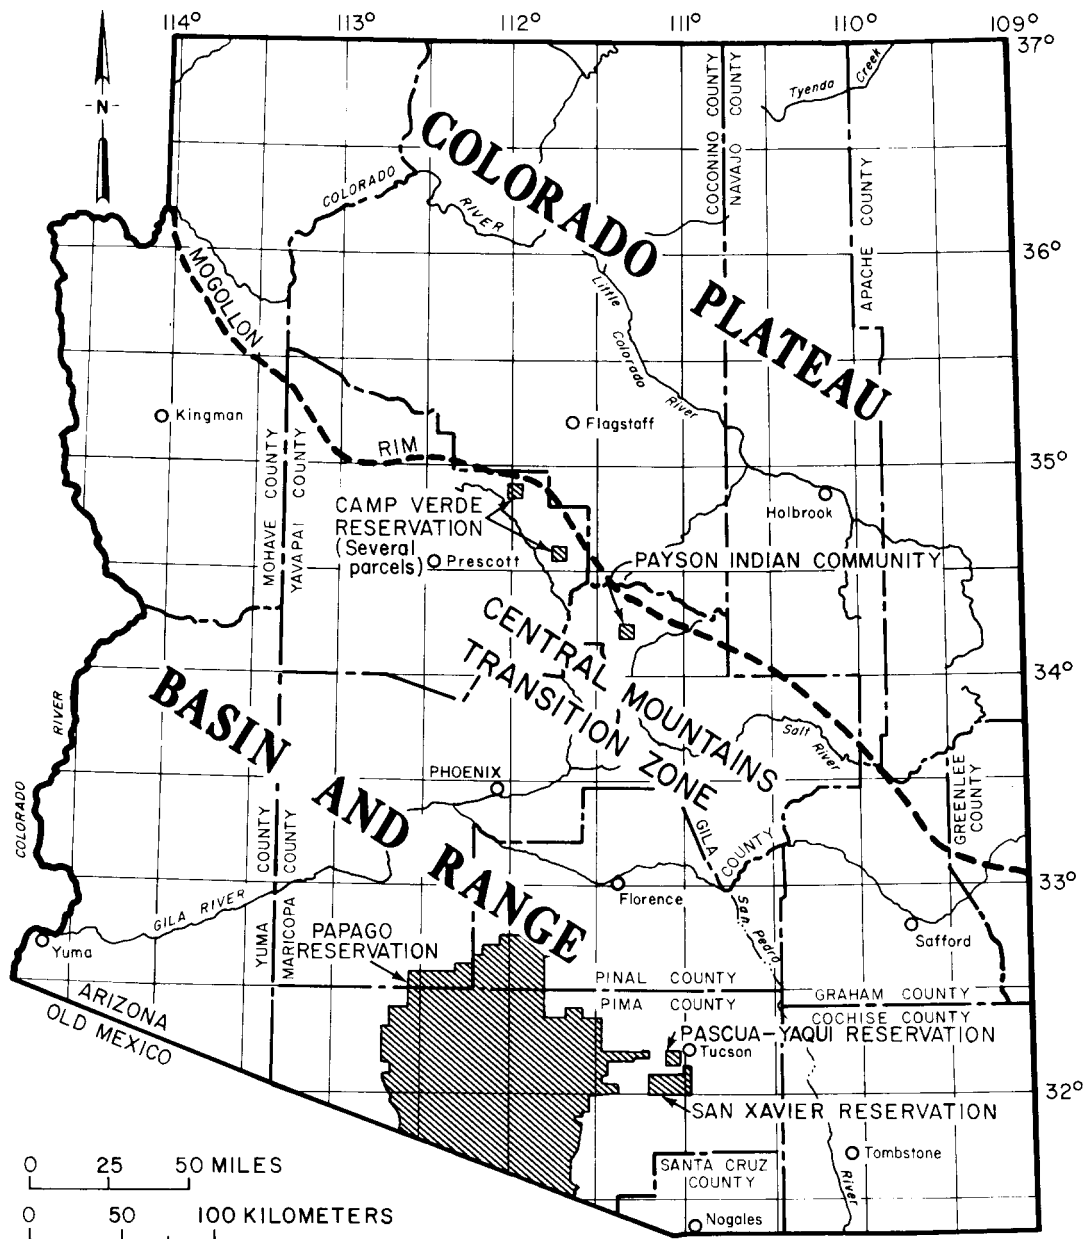 114°
113°
112°
111°
110°
109°
37°
N
COLORADO PLATEAU
COCONINO COUNTY
NAVAJO COUNTY
Tyenda Creek
APACHE COUNTY
COLORADO
RIVER
36°
MOGOLLON
Little
Colorado
River
Kingman
Flagstaff
RIM
35°
MOHAVE COUNTY
YAVAPAI COUNTY
CAMP VERDE
RESERVATION
(Several
parcels)
Prescott
Holbrook
PAYSON INDIAN COMMUNITY
CENTRAL MOUNTAINS
TRANSITION ZONE
34°
BASIN AND RANGE
COLORADO
RIVER
Salt
River
PHOENIX
GREENLEE
COUNTY
GILA
COUNTY
YUMA COUNTY
MARICOPA COUNTY
33°
GILA RIVER
Florence
San Pedro
Safford
Yuma
PAPAGO
RESERVATION
PINAL COUNTY
PIMA COUNTY
GRAHAM COUNTY
COCHISE COUNTY
ARIZONA
OLD MEXICO
PASCUA-YAQUI RESERVATION
Tucson
32°
SAN XAVIER RESERVATION
SANTA CRUZ
COUNTY
Tombstone
River
Nogales
0 25 50 MILES
0 50 100 KILOMETERS